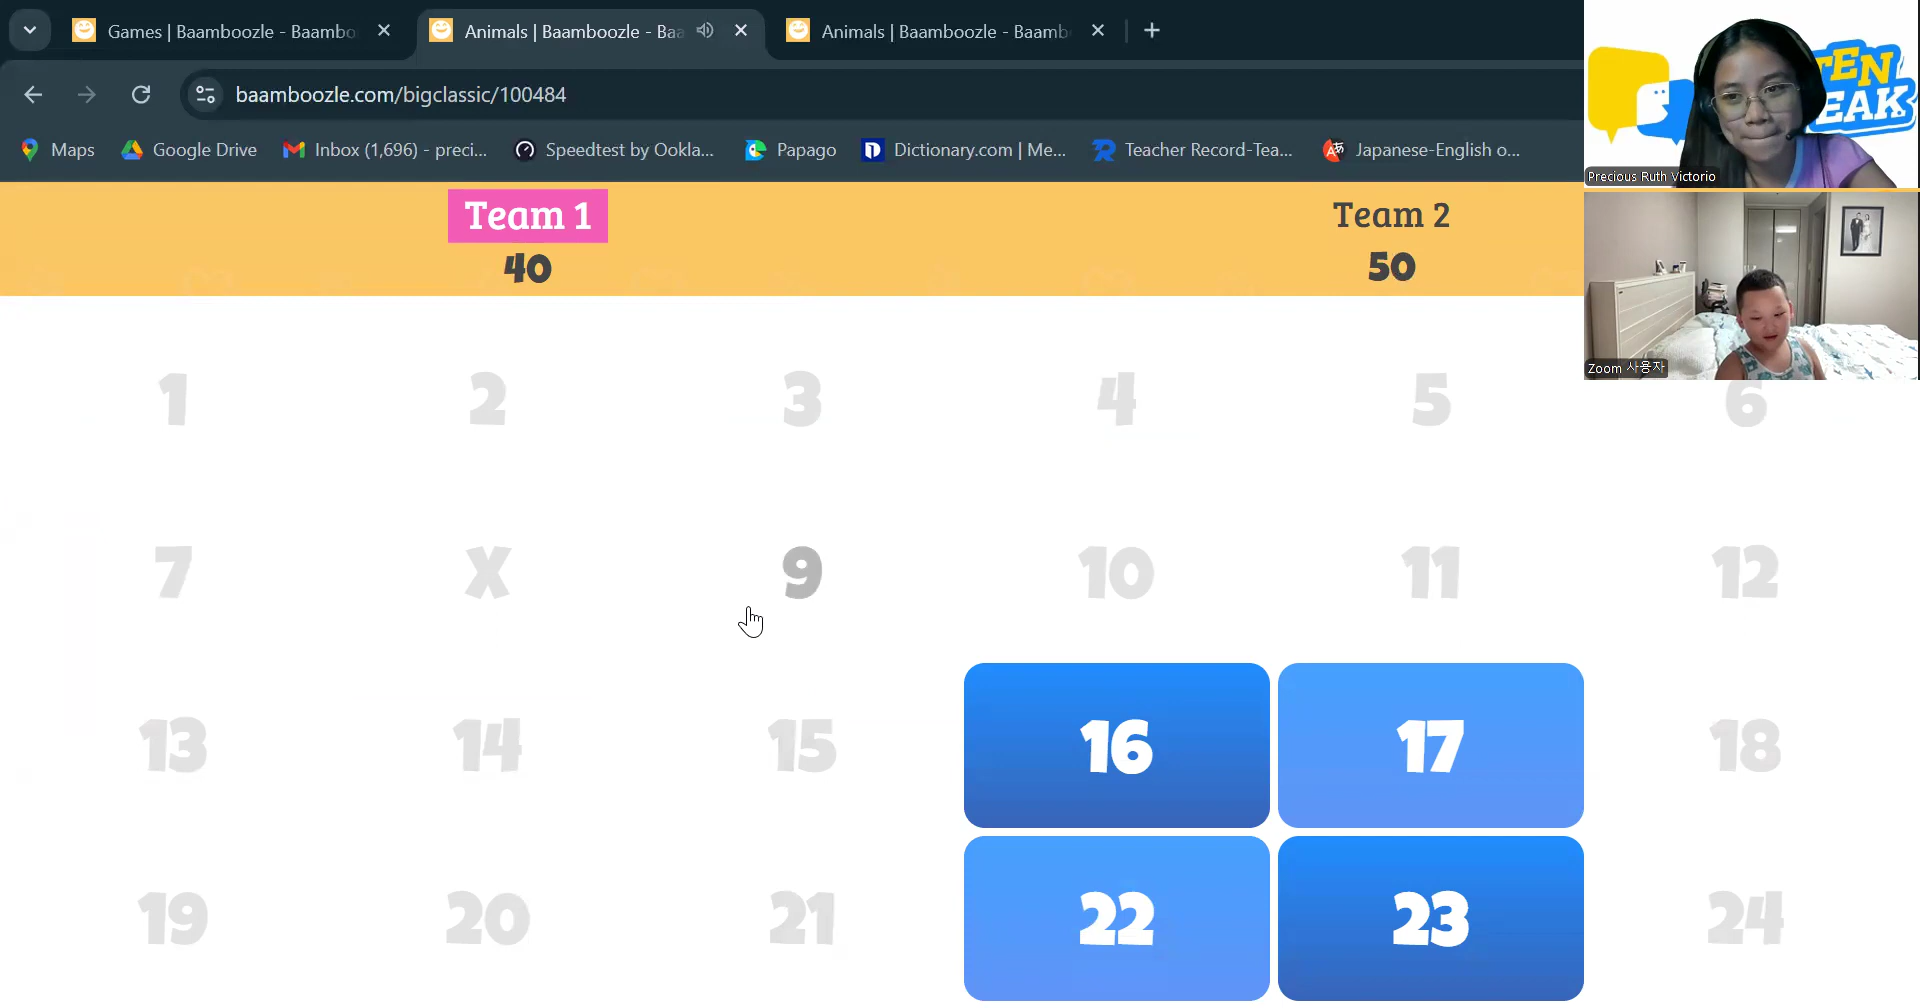 Games | Baamboozle - Baambo
Animals | Baamboozle - Baa
Animals | Baamboozle - Baamb
baamboozle.com/bigclassic/100484
Maps
Google Drive
Inbox (1,696) - preci...
Speedtest by Ookla...
Papago
Dictionary.com | Me...
Teacher Record-Tea...
Japanese-English o...
TEN
EAK
Precious Ruth Victorio
Zoom 사용자
Team 1
40
Team 2
50
1 2 3 4 5 6
7 X 9 10 11 12
13 14 15 16 17 18
19 20 21 22 23 24